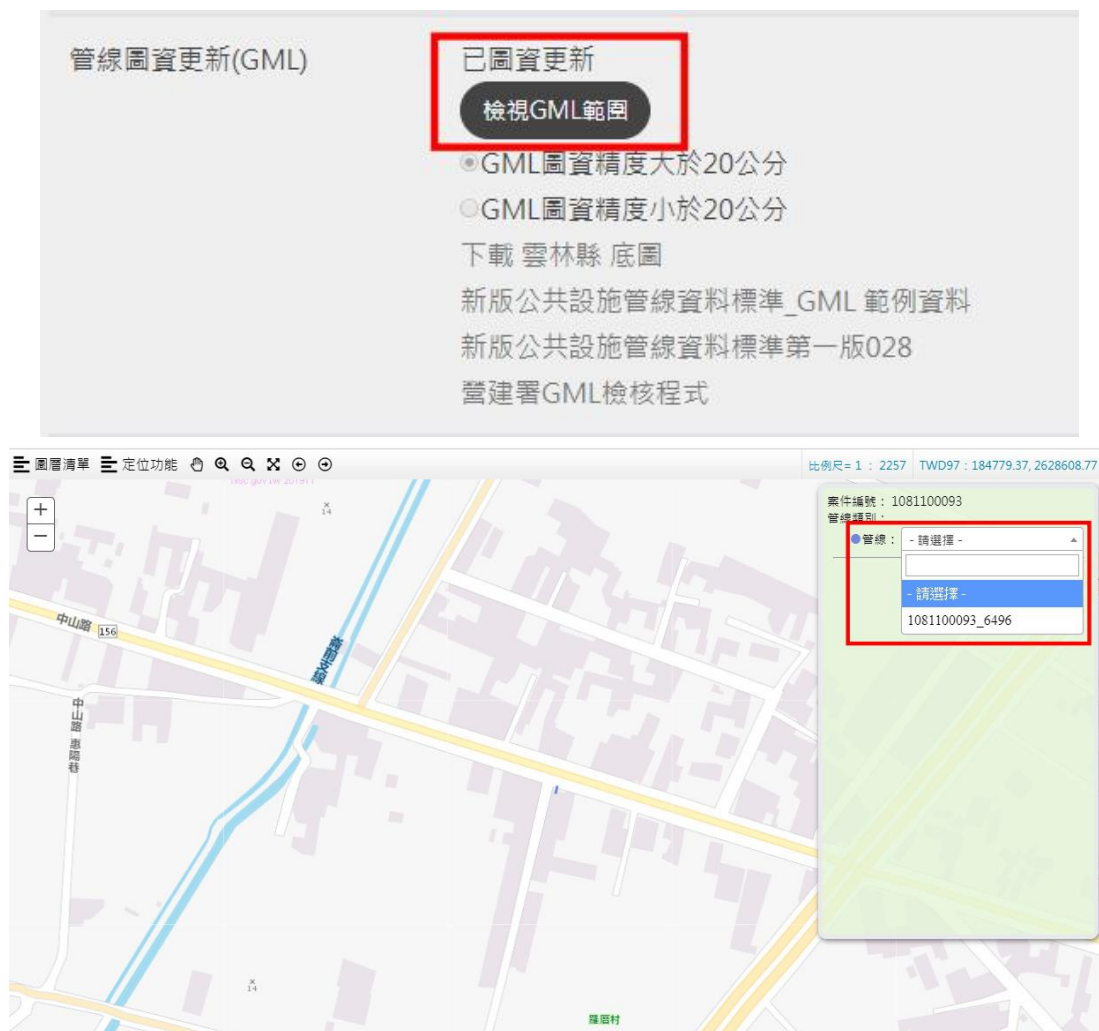 管線圖資更新(GML)
已圖資更新
檢視GML範圍
GML圖資精度大於20公分
GML圖資精度小於20公分
下載 雲林縣 底圖
新版公共設施管線資料標準_GML 範例資料
新版公共設施管線資料標準第一版028
營建署GML檢核程式
圖層清單 定位功能
比例尺= 1 : 2257 TWD97 : 184779.37, 2628608.77
案件編號 : 1081100093
管線類別 :
管線 : - 請選擇 -
- 請選擇 -
1081100093_6496
+
−
14
中山路 156
中山路 惠陽巷
14
羅厝村